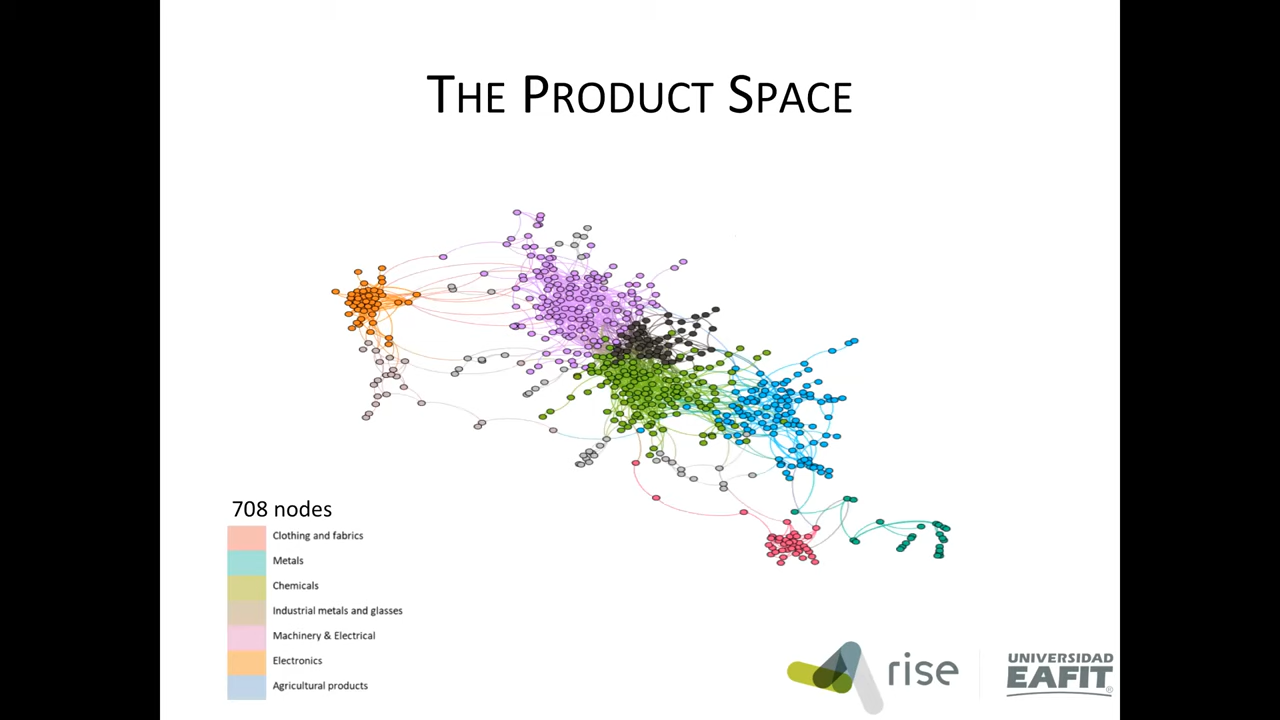 THE PRODUCT SPACE
708 nodes
Clothing and fabrics
Metals
Chemicals
Industrial metals and glasses
Machinery & Electrical
Electronics
Agricultural products
rise
UNIVERSIDAD
EAFIT®